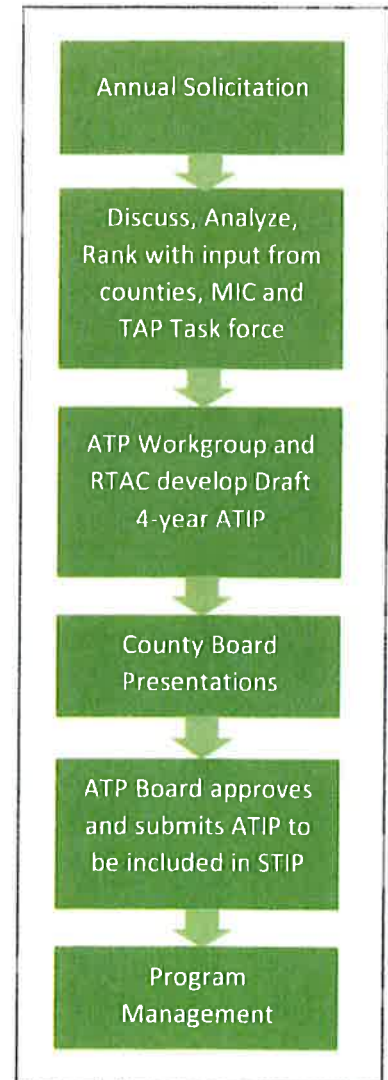 Annual Solicitation
Discuss, Analyze,
Rank with input from
counties, MIC and
TAP Task force
ATP Workgroup and
RTAC develop Draft
4-year ATIP
County Board
Presentations
ATP Board approves
and submits ATIP to
be included in STIP
Program
Management